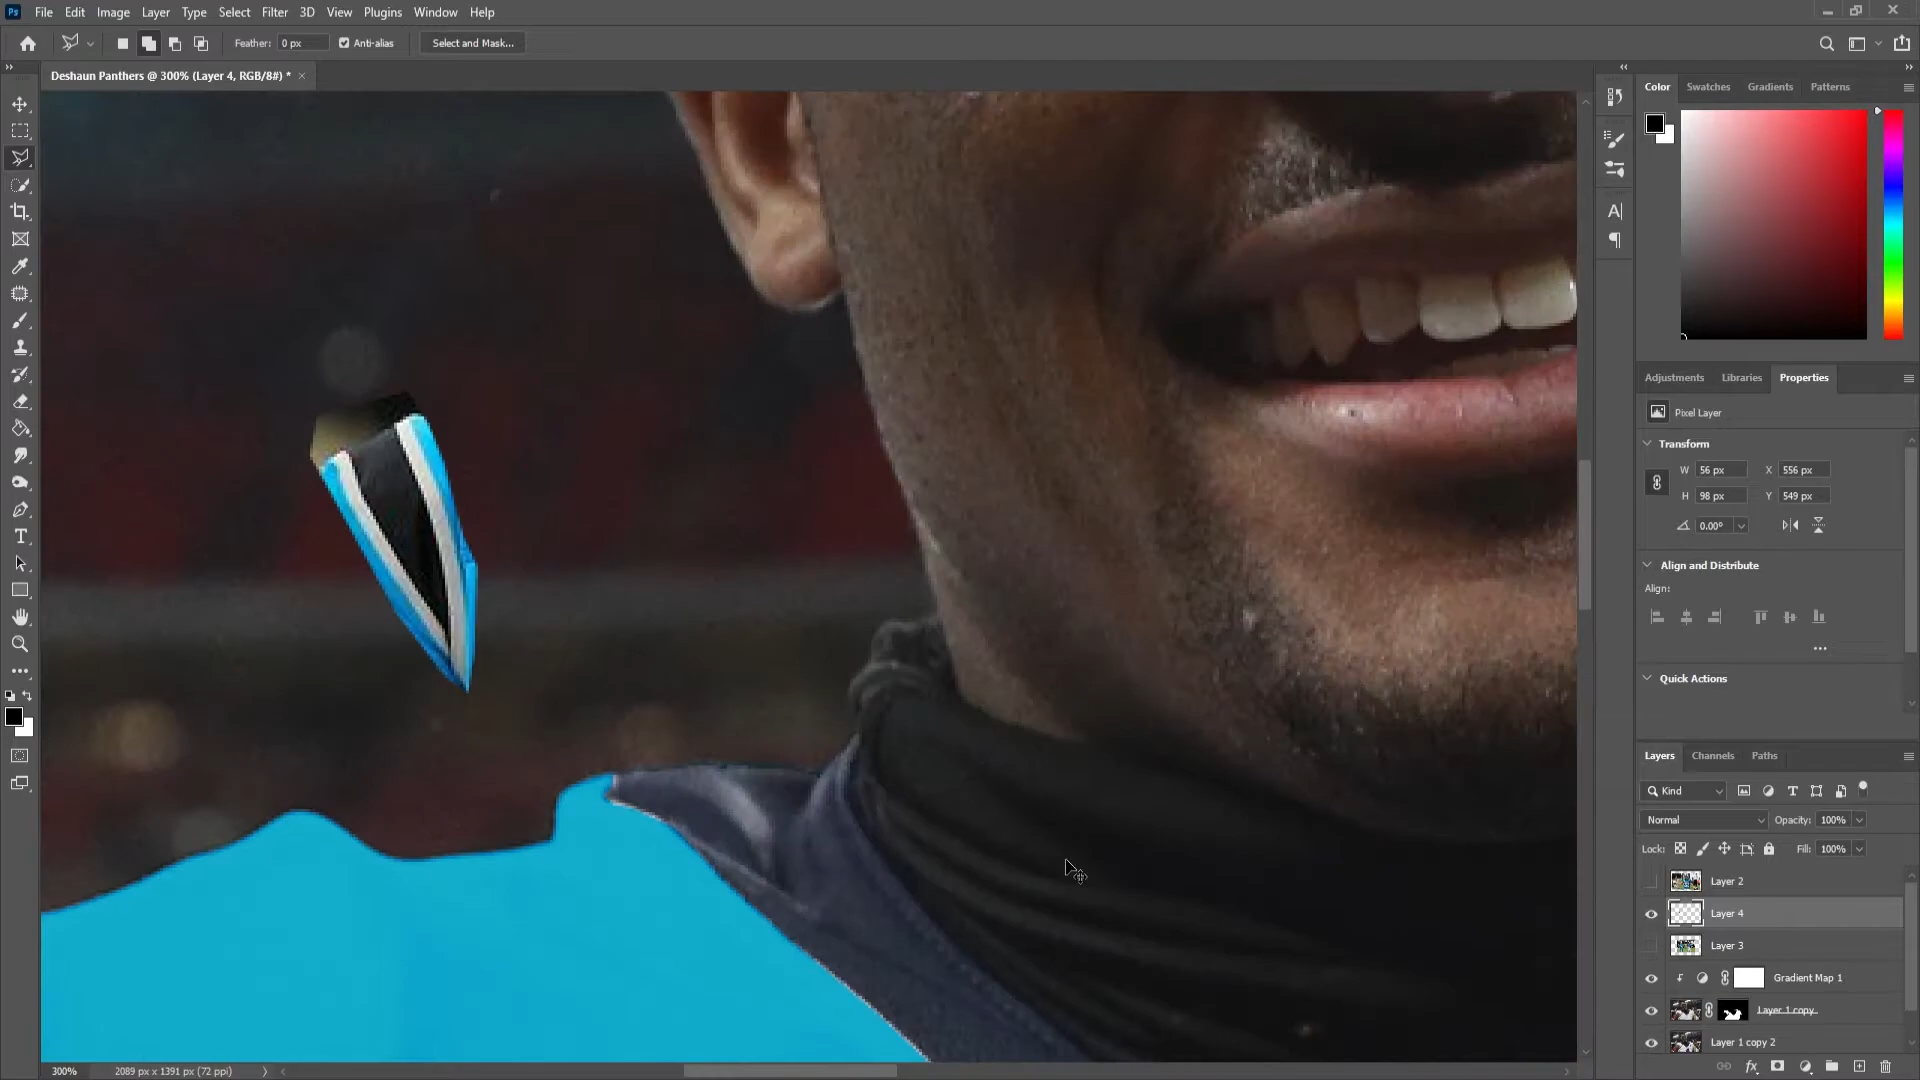 Ps File Edit Image Layer Type Select Filter 3D View Plugins Window Help
Feather: 0 px Anti-alias Select and Mask...
Deshaun Panthers @ 300% (Layer 4, RGB/8#) * ×
Color Swatches Gradients Patterns
Adjustments Libraries Properties
Pixel Layer
Transform
W 56 px X 556 px
H 98 px Y 549 px
0.00°
Align and Distribute
Align:
Quick Actions
Layers Channels Paths
Kind
Normal Opacity: 100%
Lock: Fill: 100%
Layer 2
Layer 4
Layer 3
Gradient Map 1
Layer 1 copy
Layer 1 copy 2
300% 2089 px x 1391 px (72 ppi)